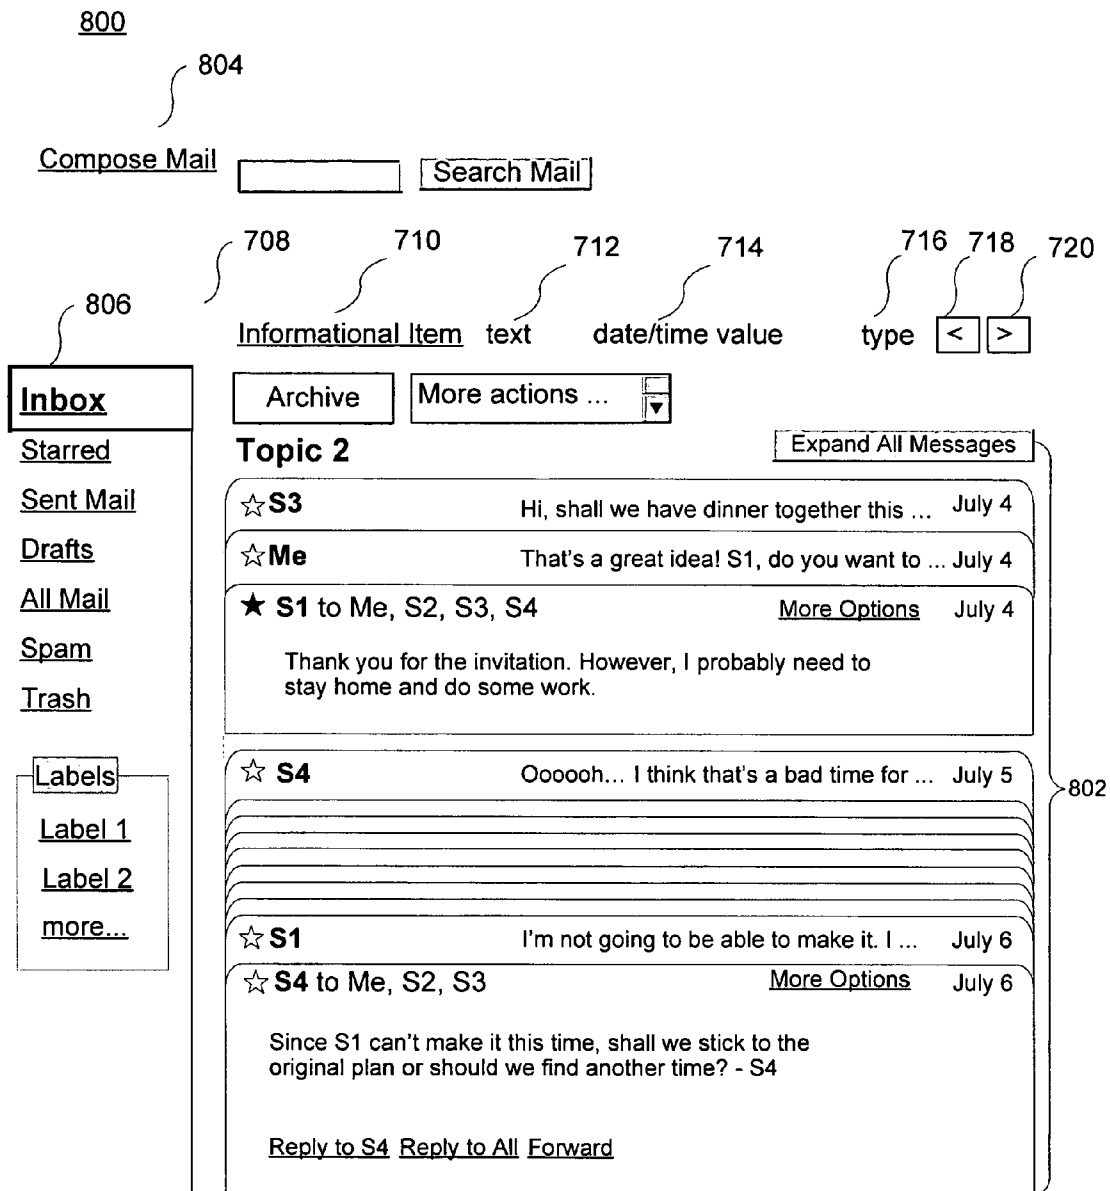 800
804
Compose Mail
Search Mail
708
710
712
714
716
718
720
806
Informational Item text date/time value type < >
Inbox
Archive
More actions ...
Starred
Topic 2
Expand All Messages
Sent Mail
S3 Hi, shall we have dinner together this ... July 4
Drafts
Me That's a great idea! S1, do you want to ... July 4
All Mail
S1 to Me, S2, S3, S4 More Options July 4
Spam
Thank you for the invitation. However, I probably need to
stay home and do some work.
Trash
Labels
S4 Oooooh... I think that's a bad time for ... July 5
802
Label 1
Label 2
more...
S1 I'm not going to be able to make it. I ... July 6
S4 to Me, S2, S3 More Options July 6
Since S1 can't make it this time, shall we stick to the
original plan or should we find another time? - S4
Reply to S4 Reply to All Forward